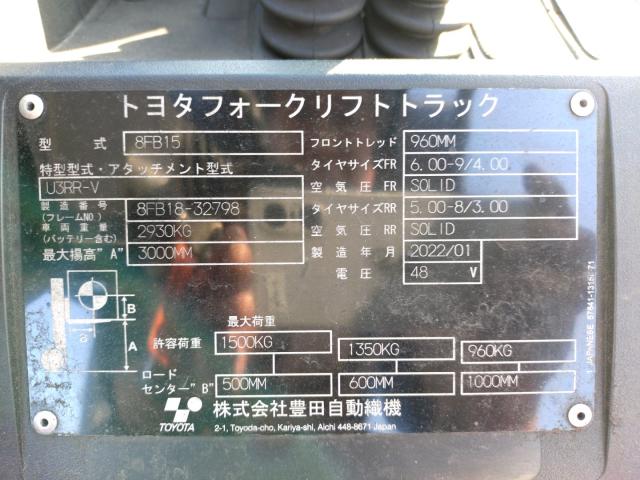 トヨタフォークリフトトラック
型式 8FB15
特型型式・アタッチメント型式
U3RR-V
製造番号 8FB18-32798
(フレームNO.)
車両重量 2930KG
(バッテリー含む)
最大揚高"A" 3000MM
フロントトレッド 960MM
タイヤサイズFR 6.00-9/4.00
空気圧 FR SOLID
タイヤサイズRR 5.00-8/3.00
空気圧 RR SOLID
製造年月 2022/01
電圧 48 V
B
A
最大荷重
許容荷重 1500KG 1350KG 960KG
ロード
センター"B" 500MM 600MM 1000MM
TOYOTA
株式会社豊田自動織機
2-1, Toyoda-cho, Kariya-shi, Aichi 448-8671 Japan
JAPANESE